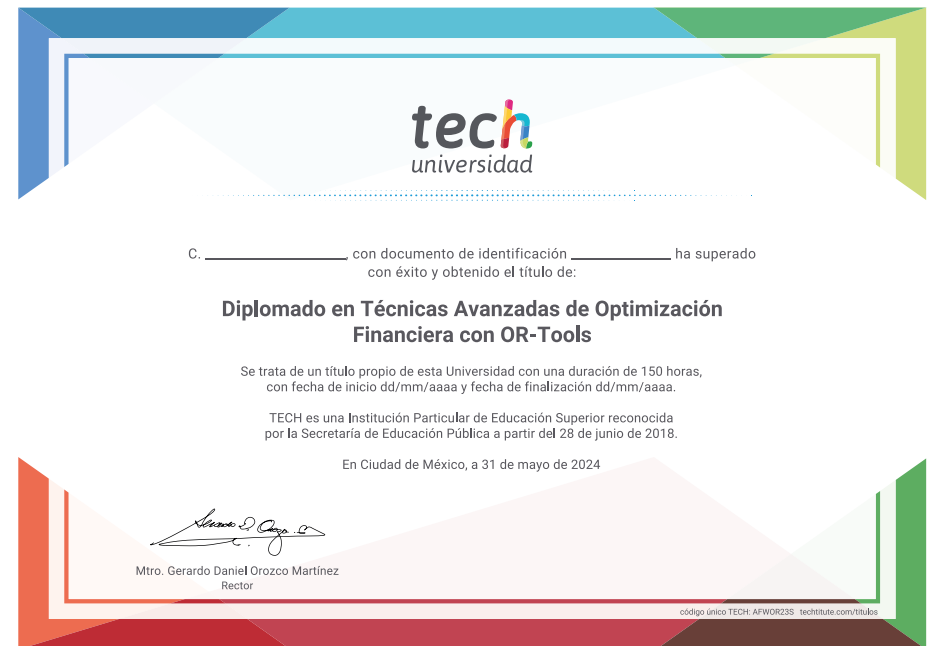 tech
universidad
C. ____________, con documento de identificación ____________ ha superado
con éxito y obtenido el título de:
Diplomado en Técnicas Avanzadas de Optimización
Financiera con OR-Tools
Se trata de un título propio de esta Universidad con una duración de 150 horas,
con fecha de inicio dd/mm/aaaa y fecha de finalización dd/mm/aaaa.
TECH es una Institución Particular de Educación Superior reconocida
por la Secretaría de Educación Pública a partir del 28 de junio de 2018.
En Ciudad de México, a 31 de mayo de 2024
Mtro. Gerardo Daniel Orozco Martínez
Rector
código único TECH: AFWOR23S techtitute.com/titulos